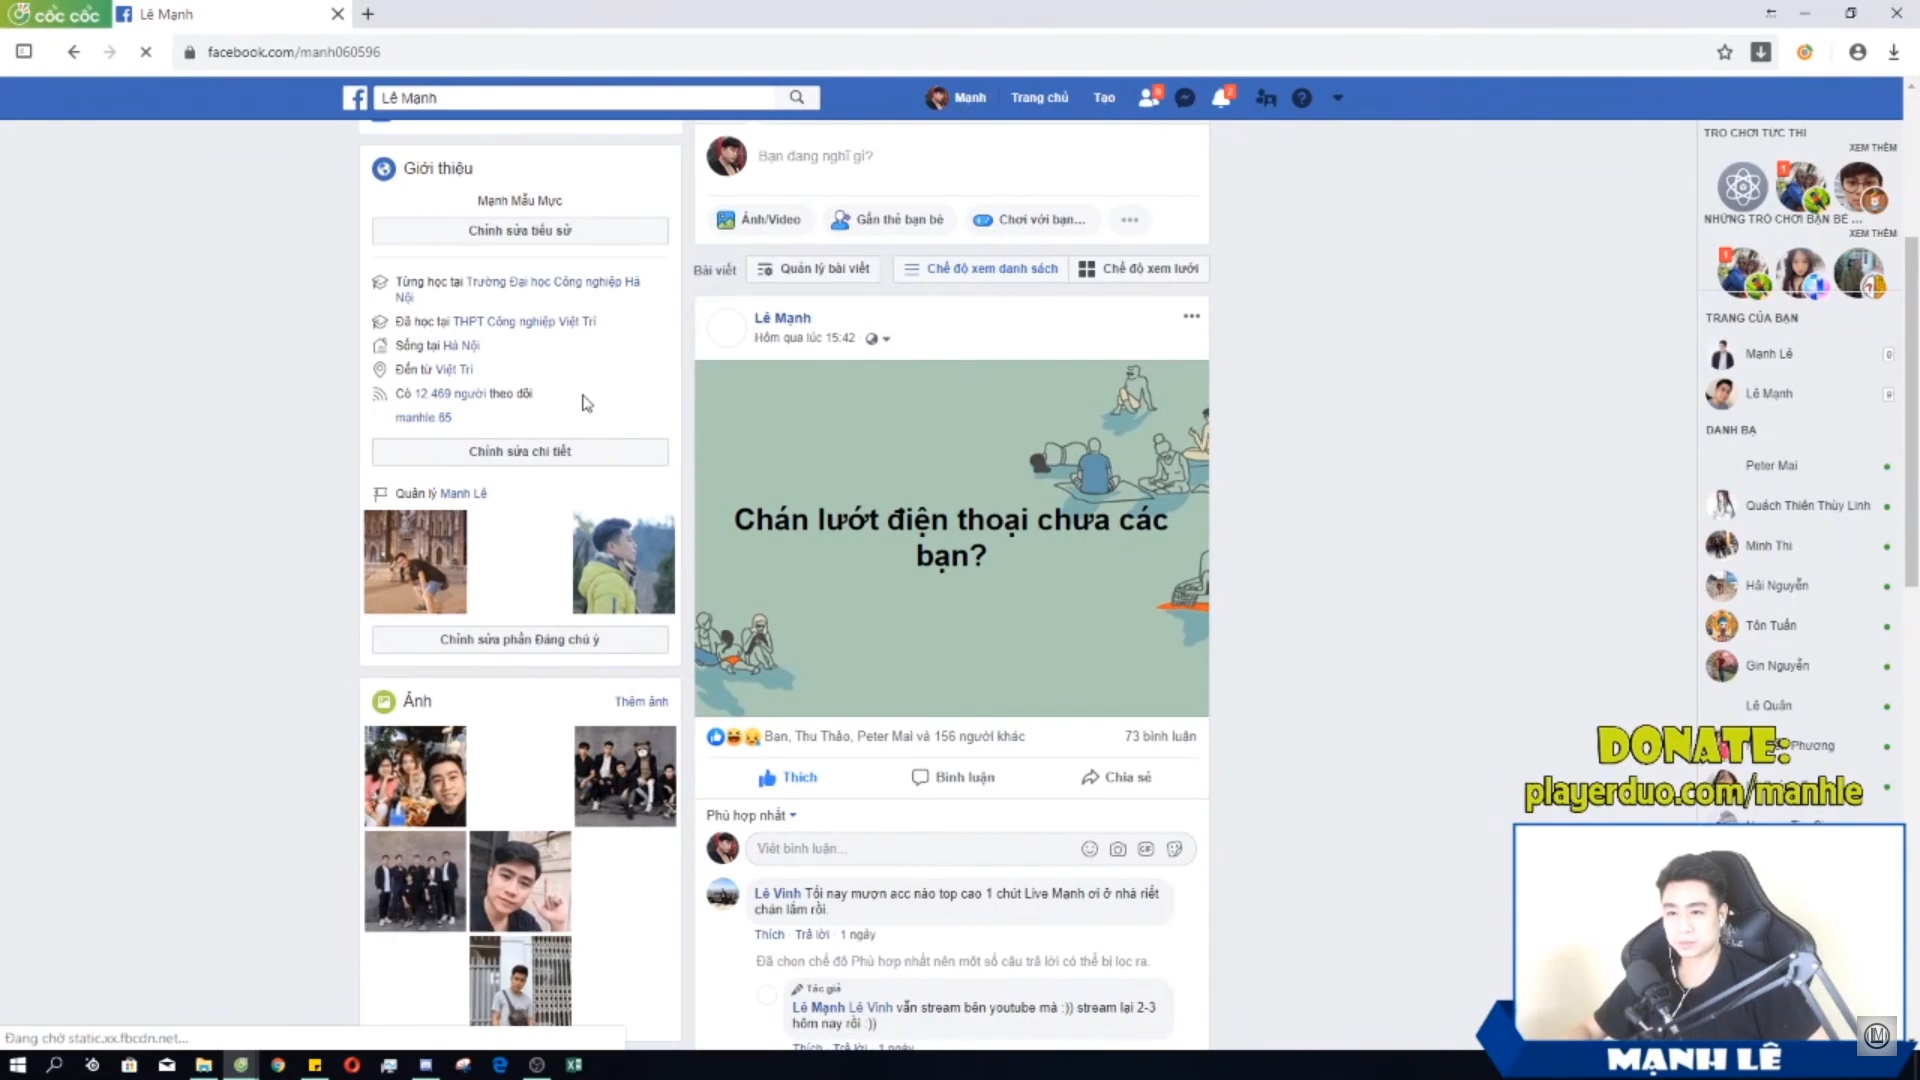 cốc cốc
Lê Mạnh
facebook.com/manh060596
Lê Mạnh
Mạnh
Trang chủ
Tạo
8
2
Giới thiệu
Mạnh Mẫu Mực
Chỉnh sửa tiểu sử
Từng học tại Trường Đại học Công nghiệp Hà
Nội
Đã học tại THPT Công nghiệp Việt Trì
Sống tại Hà Nội
Đến từ Việt Trì
Có 12.469 người theo dõi
manhle.65
Chỉnh sửa chi tiết
Quản lý Mạnh Lê
Chỉnh sửa phần Đáng chú ý
Ảnh
Thêm ảnh
Bạn đang nghĩ gì?
Ảnh/Video
Gắn thẻ bạn bè
Chơi với bạn...
Bài viết
Quản lý bài viết
Chế độ xem danh sách
Chế độ xem lưới
Lê Mạnh
Hôm qua lúc 15:42
Chán lướt điện thoại chưa các
bạn?
Bạn, Thu Thảo, Peter Mai và 156 người khác
73 bình luận
Thích
Bình luận
Chia sẻ
Phù hợp nhất
Viết bình luận...
Lê Vinh Tối nay mượn acc nào top cao 1 chút Live Mạnh ơi ở nhà riết
chán lắm rồi.
Thích · Trả lời · 1 ngày
Đã chọn chế độ Phù hợp nhất nên một số câu trả lời có thể bị lọc ra.
Tác giả
Lê Mạnh Lê Vinh vẫn stream bên youtube mà :)) stream lại 2-3
hôm nay rồi :))
Thích · Trả lời · 1 ngày
TRÒ CHƠI TỨC THÌ
XEM THÊM
1
NHỮNG TRÒ CHƠI BẠN BÈ ...
XEM THÊM
1
TRANG CỦA BẠN
Mạnh Lê
Lê Mạnh
DANH BẠ
Peter Mai
Quách Thiên Thùy Linh
Minh Thi
Hải Nguyễn
Tôn Tuấn
Gin Nguyễn
Lê Quân
Phương
DONATE:
playerduo.com/manhle
MẠNH LÊ
Đang chờ static.xx.fbcdn.net...